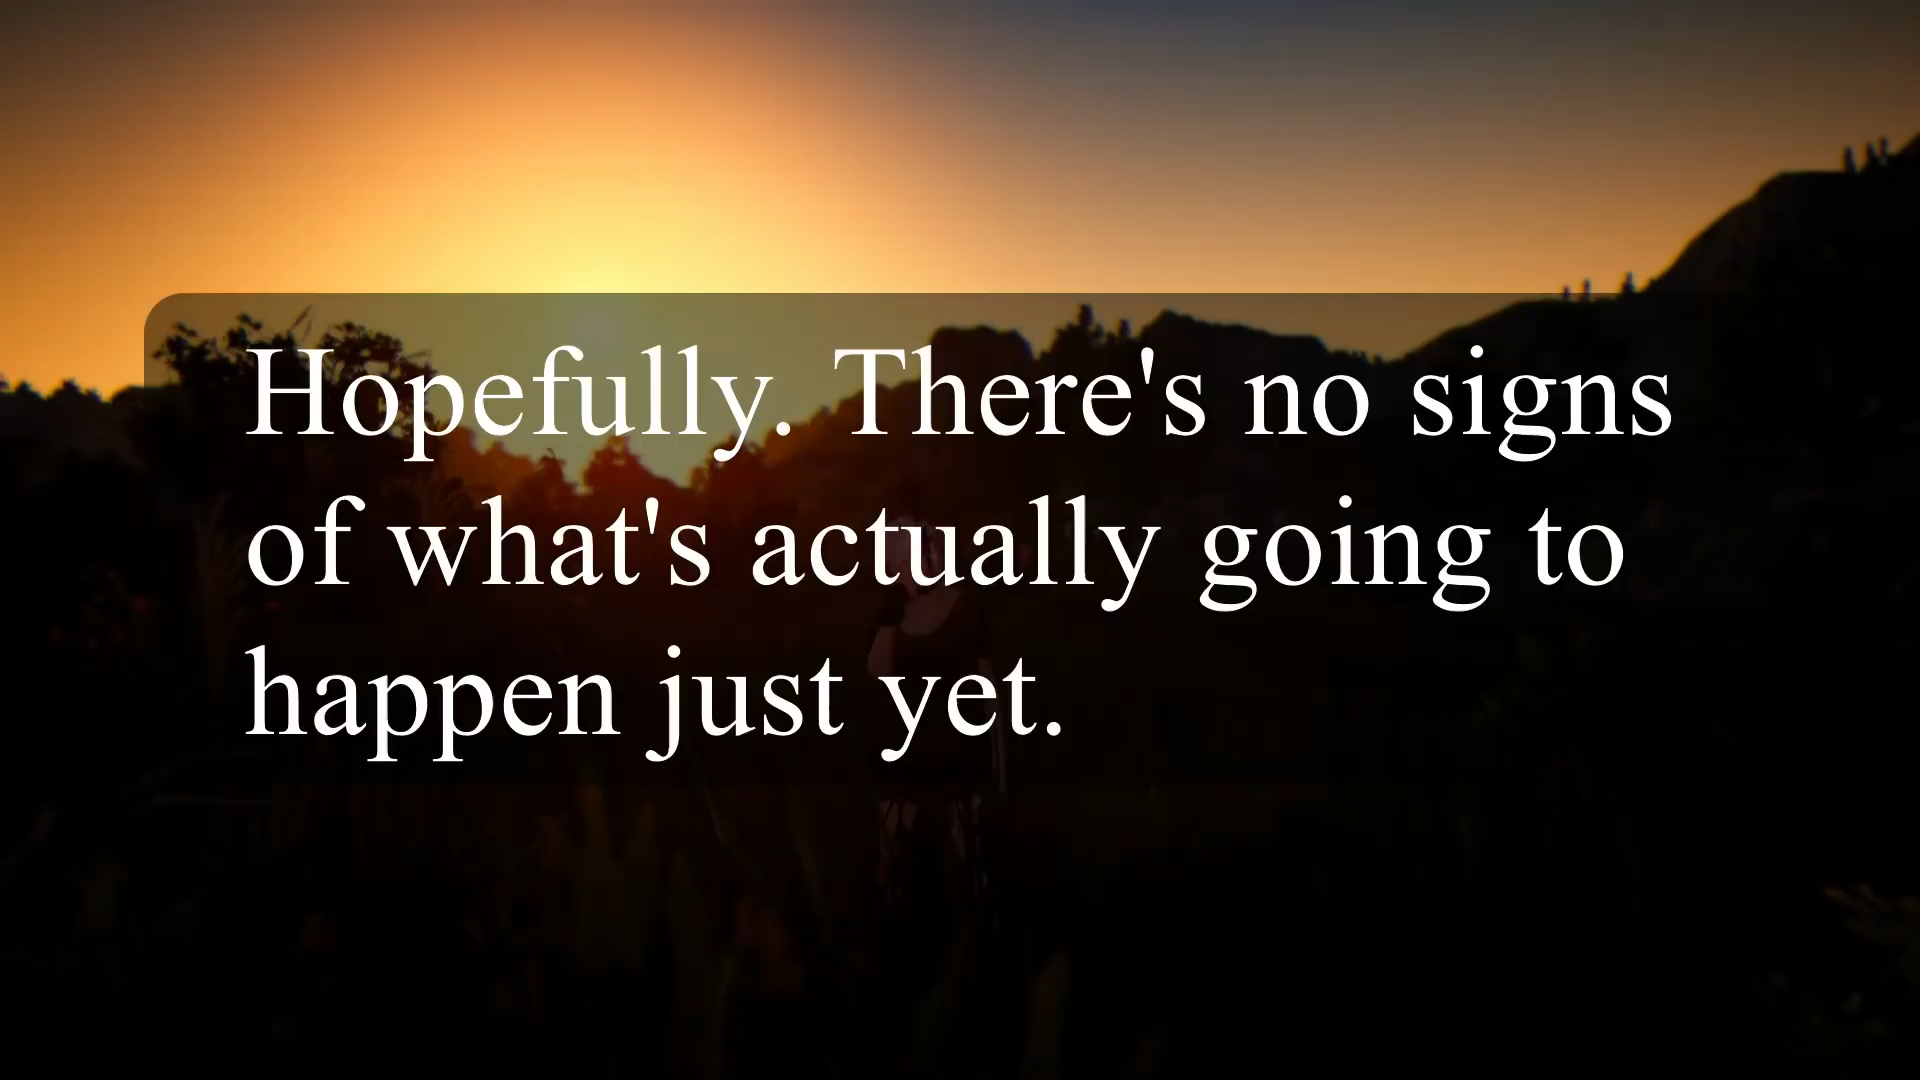 Hopefully. There's no signs
of what's actually going to
happen just yet.